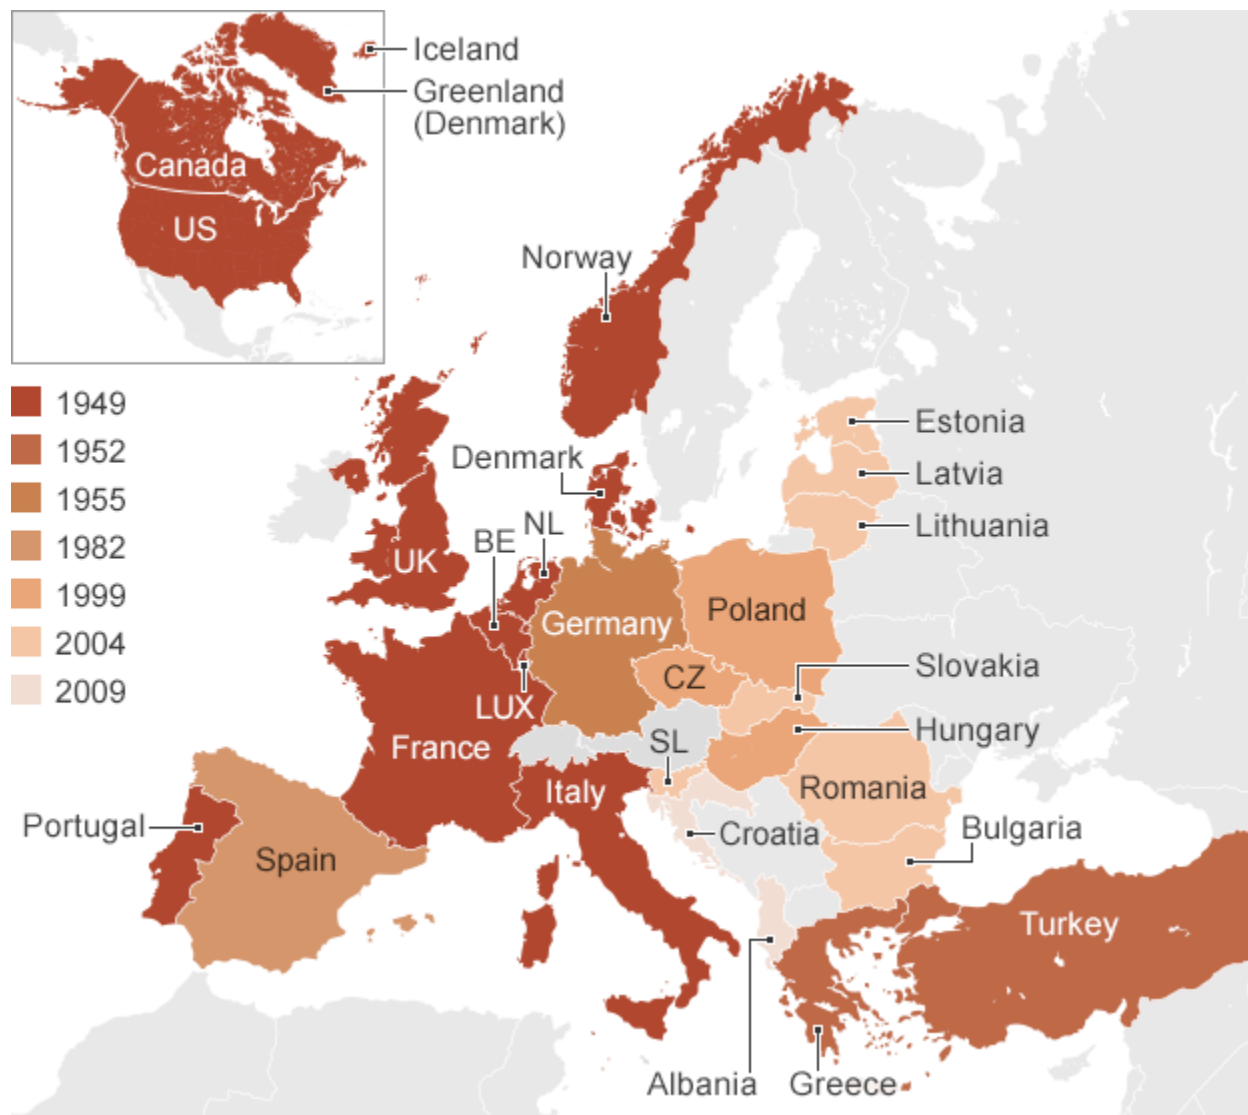 Iceland
Greenland
(Denmark)
Canada
US
Norway
1949
1952
1955
1982
1999
2004
2009
Estonia
Latvia
Lithuania
Denmark
NL
BE
UK
Germany
Poland
CZ
Slovakia
LUX
France
SL
Hungary
Italy
Romania
Portugal
Croatia
Bulgaria
Spain
Turkey
Albania
Greece